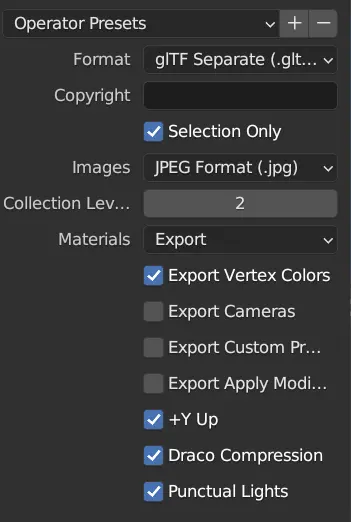 Operator Presets
Format glTF Separate (.glt...
Copyright
Selection Only
Images JPEG Format (.jpg)
Collection Lev... 2
Materials Export
Export Vertex Colors
Export Cameras
Export Custom Pr...
Export Apply Modi...
+Y Up
Draco Compression
Punctual Lights